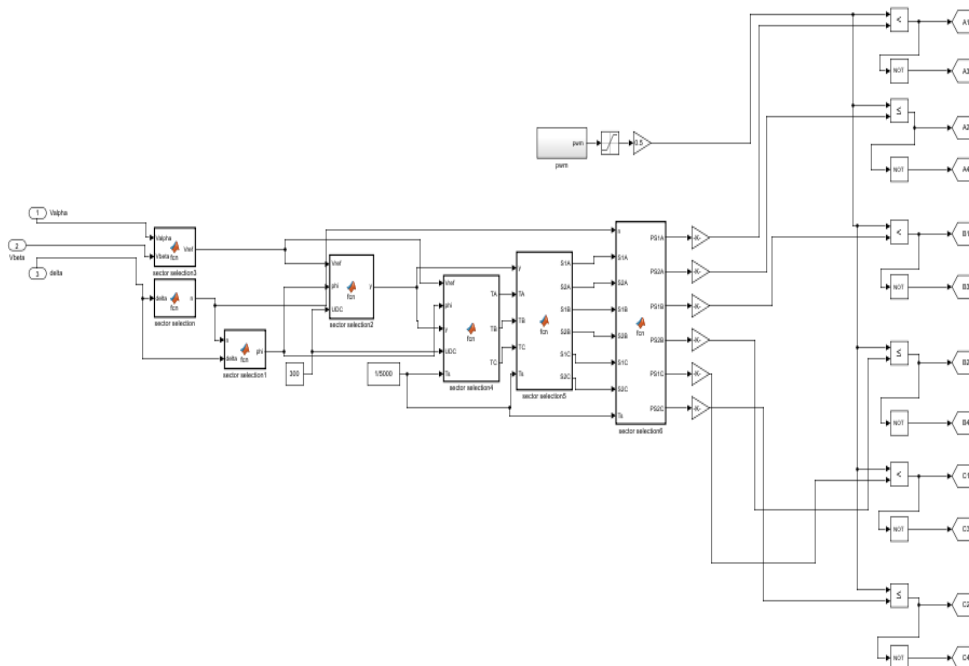 <
A1
NOT
A3
≤
A2
NOT
A4
pwm
pwm
0.5
1
Valpha
2
Vbeta
3
delta
Valpha
Vbeta
fcn
Vref
sector selection3
delta
fcn
x
sector selection
x
delta
fcn
phi
sector selection1
Vref
phi
UDC
fcn
y
sector selection2
300
1/5000
Vref
phi
y
UDC
Ts
fcn
TA
TB
TC
sector selection4
y
TA
TB
TC
Ts
fcn
S1A
S2A
S1B
S2B
S1C
S2C
sector selection5
x
S1A
S2A
S1B
S2B
S1C
S2C
Ts
fcn
PS1A
PS2A
PS1B
PS2B
PS1C
PS2C
sector selection6
-K-
-K-
-K-
-K-
-K-
-K-
<
B1
NOT
B3
≤
B2
NOT
B4
<
C1
NOT
C3
≤
C2
NOT
C4